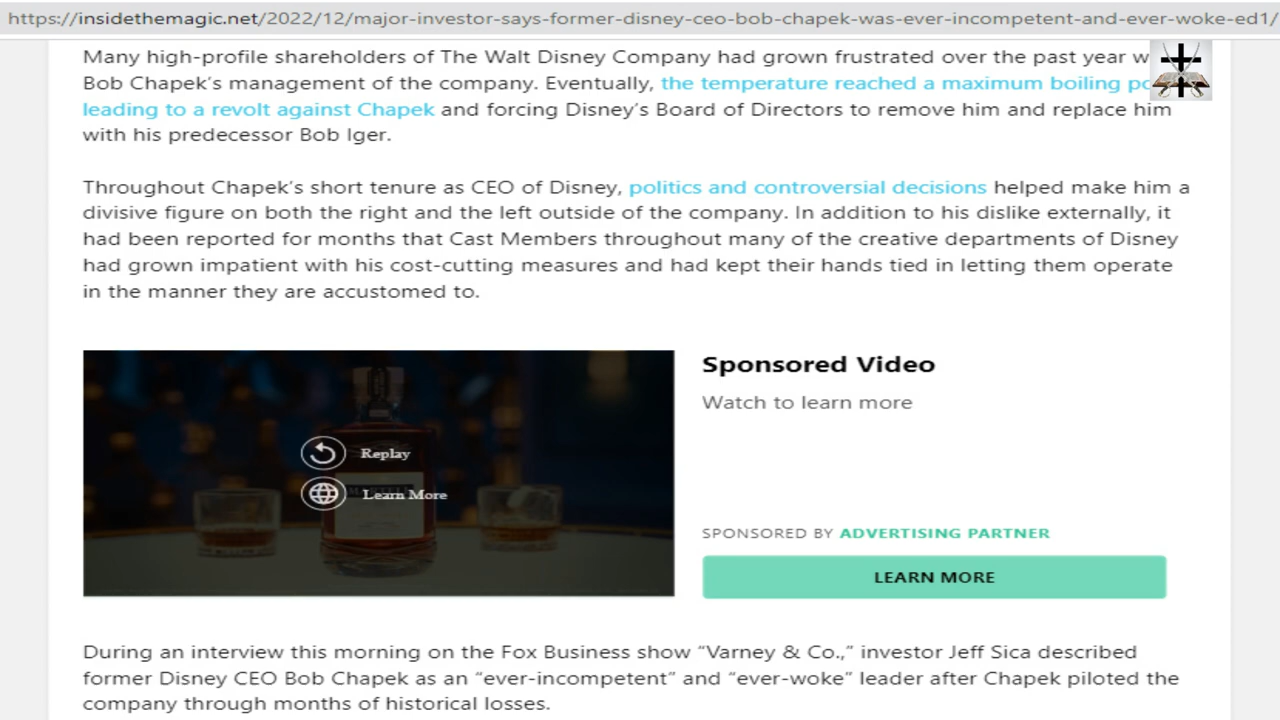 https://insidethemagic.net/2022/12/major-investor-says-former-disney-ceo-bob-chapek-was-ever-incompetent-and-ever-woke-ed1/
Many high-profile shareholders of The Walt Disney Company had grown frustrated over the past year
Bob Chapek's management of the company. Eventually, the temperature reached a maximum boiling
leading to a revolt against Chapek and forcing Disney's Board of Directors to remove him and replace him
with his predecessor Bob Iger.
Throughout Chapek's short tenure as CEO of Disney, politics and controversial decisions helped make him a
divisive figure on both the right and the left outside of the company. In addition to his dislike externally, it
had been reported for months that Cast Members throughout many of the creative departments of Disney
had grown impatient with his cost-cutting measures and had kept their hands tied in letting them operate
in the manner they are accustomed to.
Replay
Learn More
Sponsored Video
Watch to learn more
SPONSORED BY ADVERTISING PARTNER
LEARN MORE
During an interview this morning on the Fox Business show “Varney & Co.,” investor Jeff Sica described
former Disney CEO Bob Chapek as an “ever-incompetent” and “ever-woke” leader after Chapek piloted the
company through months of historical losses.